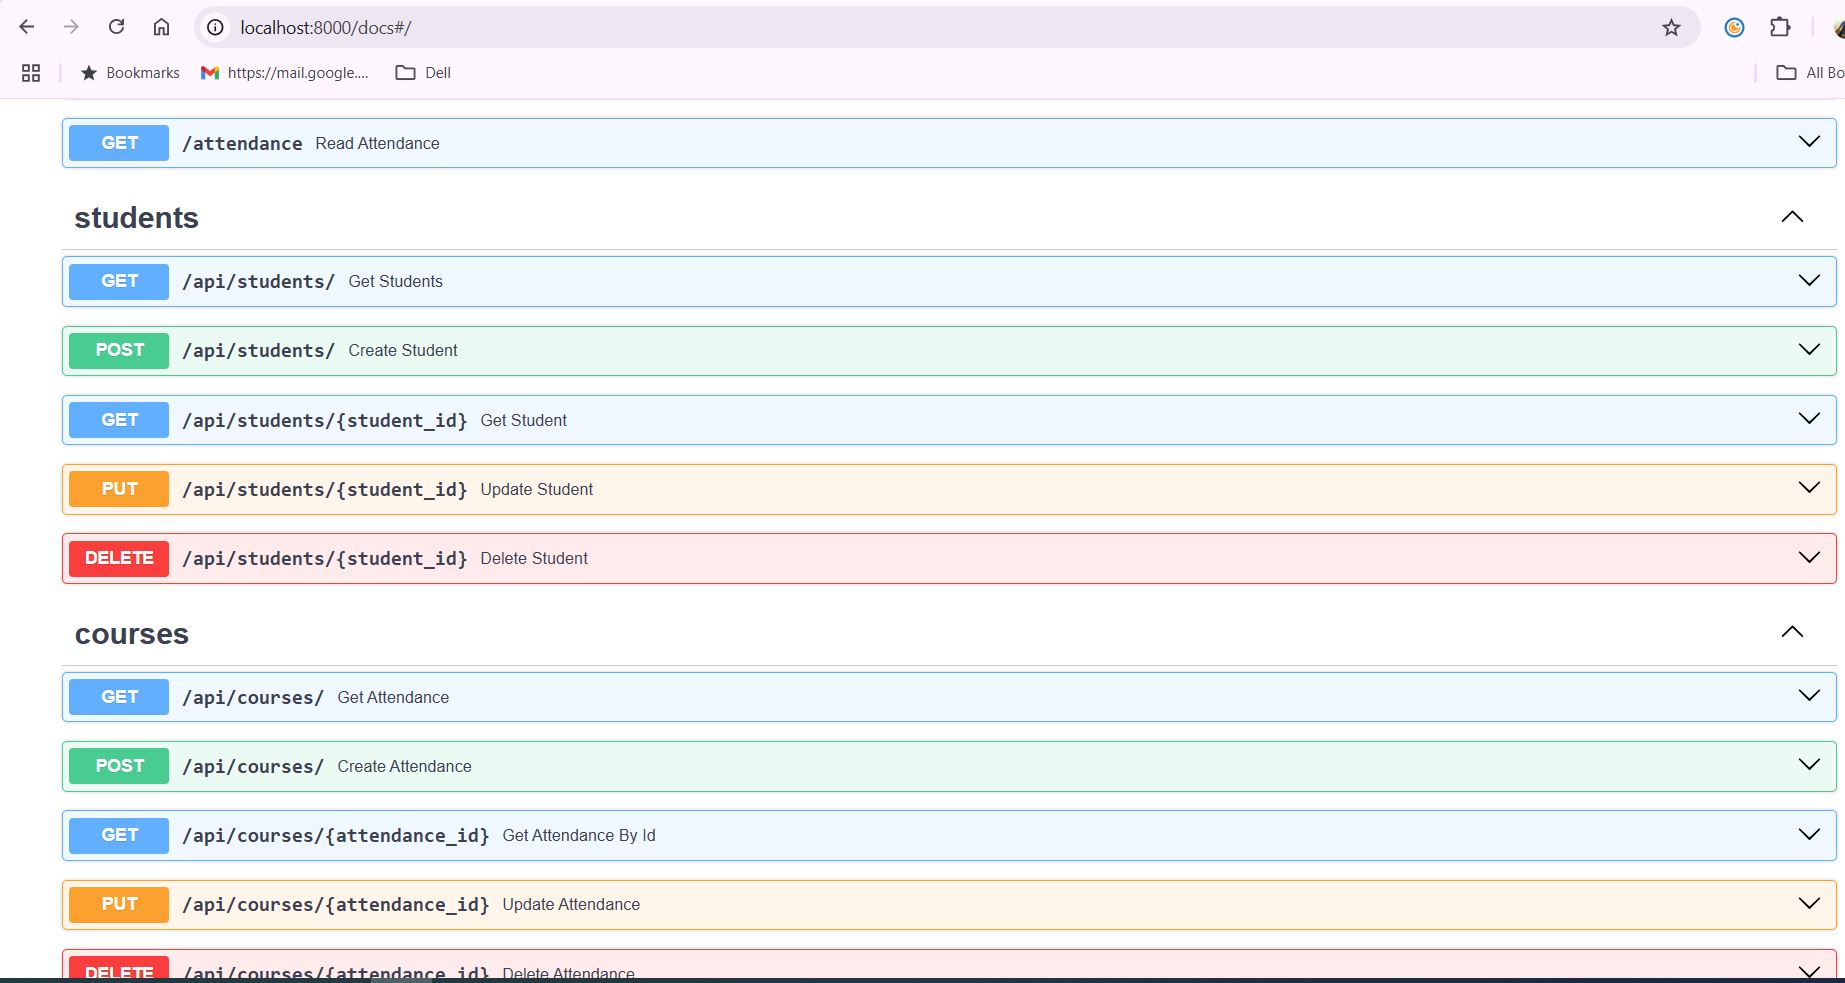 localhost:8000/docs#/
Bookmarks https://mail.google.... Dell All Bo
GET /attendance Read Attendance
students
GET /api/students/ Get Students
POST /api/students/ Create Student
GET /api/students/{student_id} Get Student
PUT /api/students/{student_id} Update Student
DELETE /api/students/{student_id} Delete Student
courses
GET /api/courses/ Get Attendance
POST /api/courses/ Create Attendance
GET /api/courses/{attendance_id} Get Attendance By Id
PUT /api/courses/{attendance_id} Update Attendance
DELETE /api/courses/{attendance_id} Delete Attendance